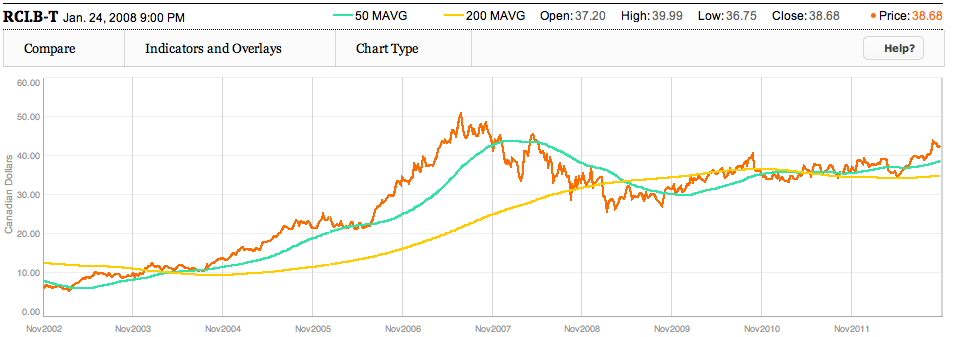 RCI.B-T Jan. 24, 2008 9:00 PM 50 MAVG 200 MAVG Open: 37.20 High: 39.99 Low: 36.75 Close: 38.68 Price: 38.68
Compare Indicators and Overlays Chart Type Help?
Canadian Dollars
60.00
50.00
40.00
30.00
20.00
10.00
0.00
Nov2002 Nov2003 Nov2004 Nov2005 Nov2006 Nov2007 Nov2008 Nov2009 Nov2010 Nov2011